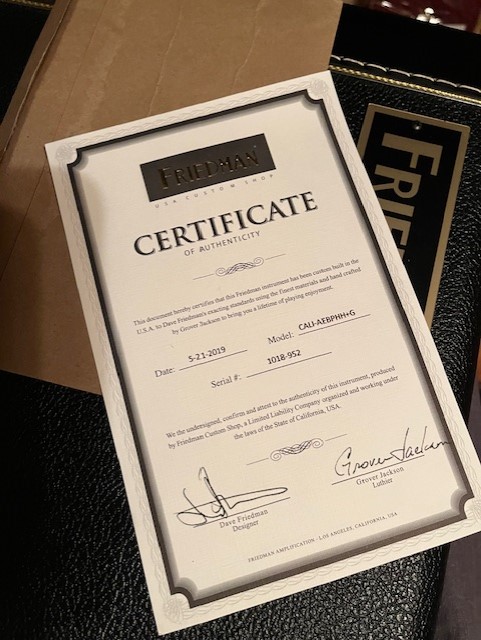 FRIEDMAN
USA CUSTOM SHOP
CERTIFICATE
OF AUTHENTICITY
This document hereby certifies that this Friedman instrument has been custom built in the
U.S.A. to Dave Friedman's exacting standards using the finest materials and hand crafted
by Grover Jackson to bring you a lifetime of playing enjoyment.
Date: 5-21-2019 Model: CALI-AEBPHH+G
Serial #: 1018-952
We the undersigned, confirm and attest to the authenticity of this instrument, produced
by Friedman Custom Shop, a Limited Liability Company organized and working under
the laws of the State of California, USA.
Grover Jackson
Dave Friedman
Designer
Grover Jackson
Luthier
FRIEDMAN AMPLIFICATION | LOS ANGELES, CALIFORNIA, USA
FRIE